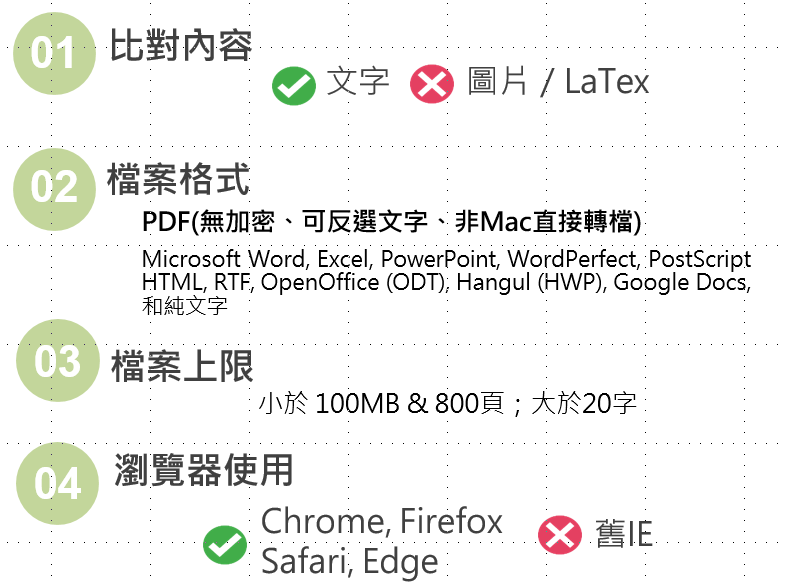 01 比對內容
文字 圖片 / LaTex
02 檔案格式
PDF(無加密、可反選文字、非Mac直接轉檔)
Microsoft Word, Excel, PowerPoint, WordPerfect, PostScript
HTML, RTF, OpenOffice (ODT), Hangul (HWP), Google Docs,
和純文字
03 檔案上限
小於 100MB & 800頁；大於20字
04 瀏覽器使用
Chrome, Firefox
Safari, Edge
舊IE